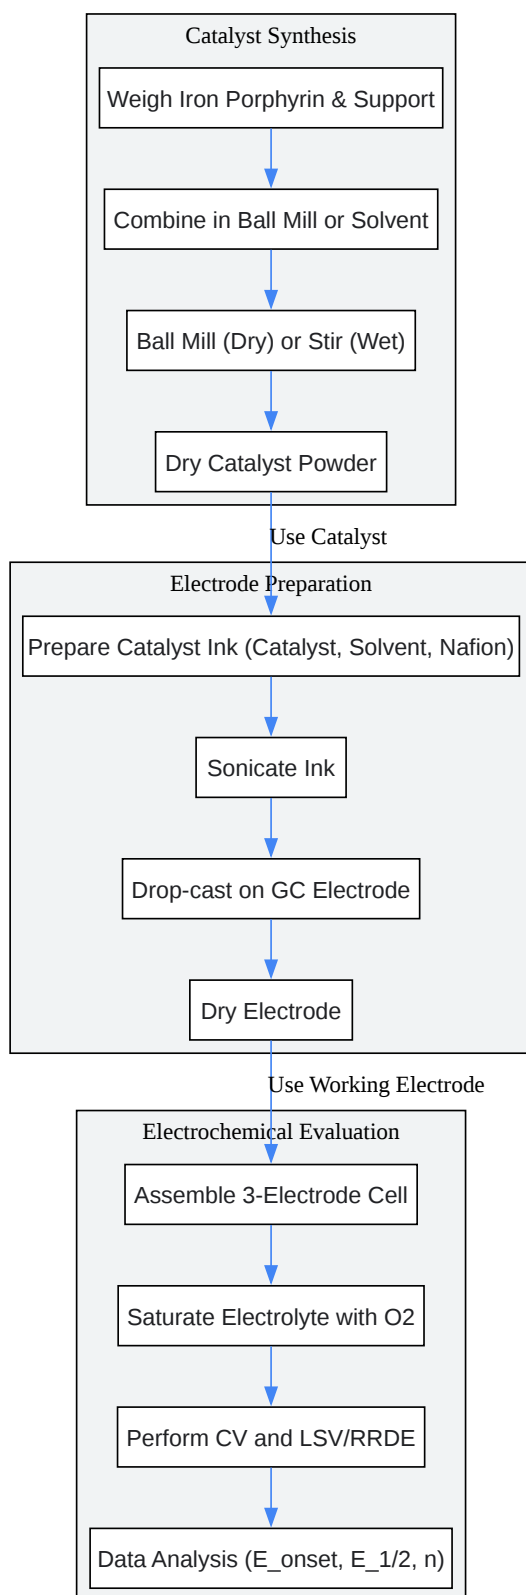 Catalyst Synthesis
Weigh Iron Porphyrin & Support
Combine in Ball Mill or Solvent
Ball Mill (Dry) or Stir (Wet)
Dry Catalyst Powder
Use Catalyst
Electrode Preparation
Prepare Catalyst Ink (Catalyst, Solvent, Nafion)
Sonicate Ink
Drop-cast on GC Electrode
Dry Electrode
Use Working Electrode
Electrochemical Evaluation
Assemble 3-Electrode Cell
Saturate Electrolyte with O2
Perform CV and LSV/RRDE
Data Analysis (E_onset, E_1/2, n)